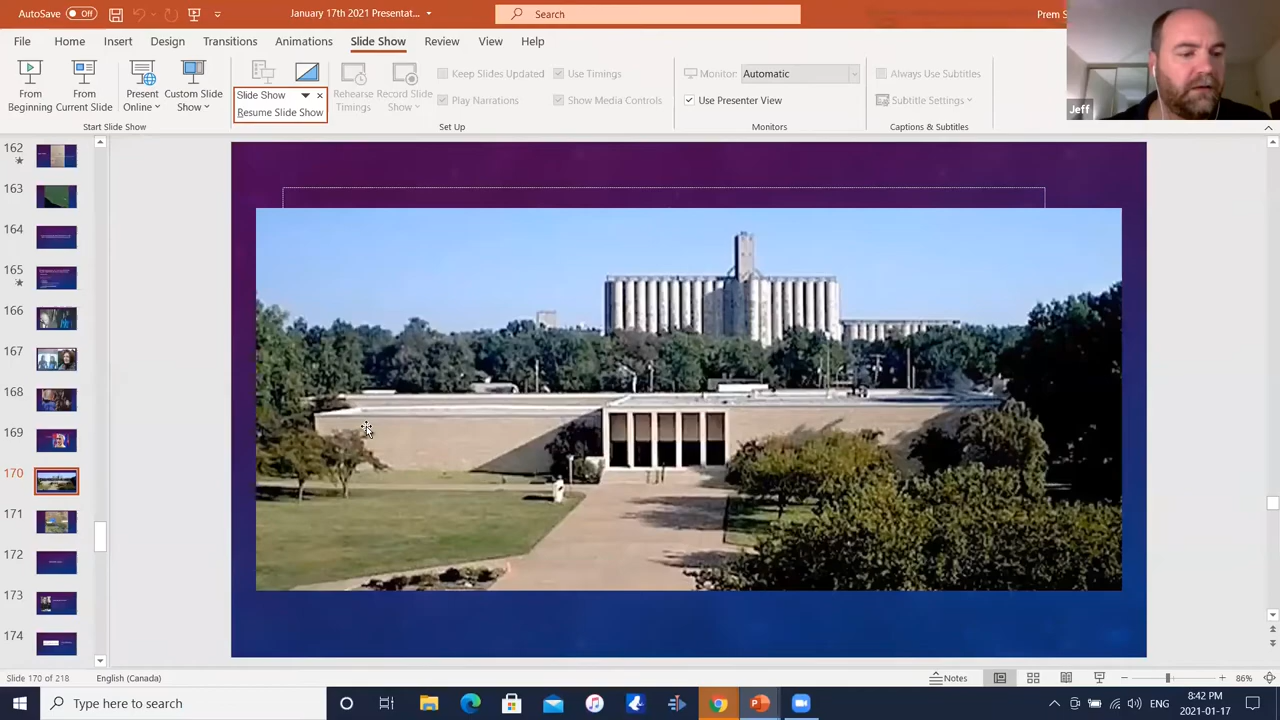 AutoSave Off January 17th 2021 Presentat... Search Prem S
File Home Insert Design Transitions Animations Slide Show Review View Help
From Beginning
From Current Slide
Present Online
Custom Slide Show
Slide Show
Resume Slide Show
Rehearse Timings
Record Slide Show
Keep Slides Updated
Play Narrations
Use Timings
Show Media Controls
Monitor: Automatic
Use Presenter View
Always Use Subtitles
Subtitle Settings
Jeff
Start Slide Show Set Up Monitors Captions & Subtitles
162
163
164
165
166
167
168
169
170
171
172
173
174
Slide 170 of 218 English (Canada) Notes 86%
Type here to search ENG 8:42 PM
2021-01-17